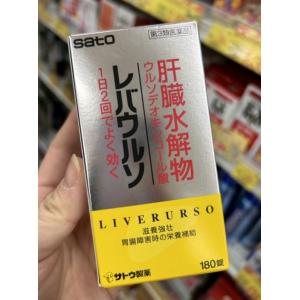 sato
第3類医薬品
肝臓水解物
ウルソデオキシコール酸
レバウルソ
1日2回でよく効く
LIVERURSO
滋養強壮
胃腸障害時の栄養補給
サトウ製薬
180錠